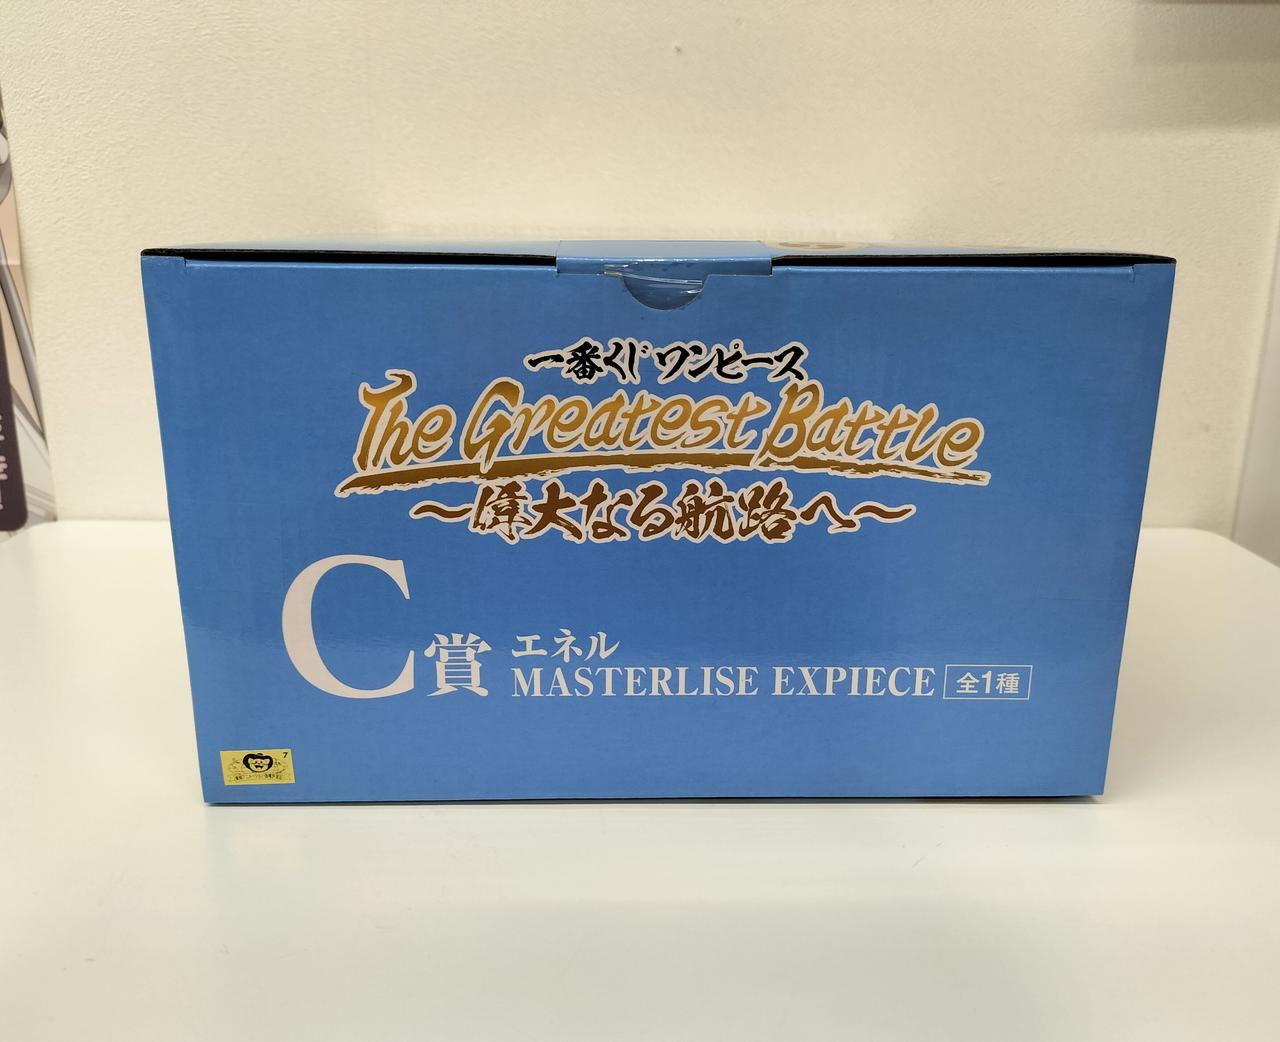 一番くじ ワンピース
The Greatest Battle
～偉大なる航路へ～
C賞 エネル
MASTERLISE EXPIECE 全1種
7